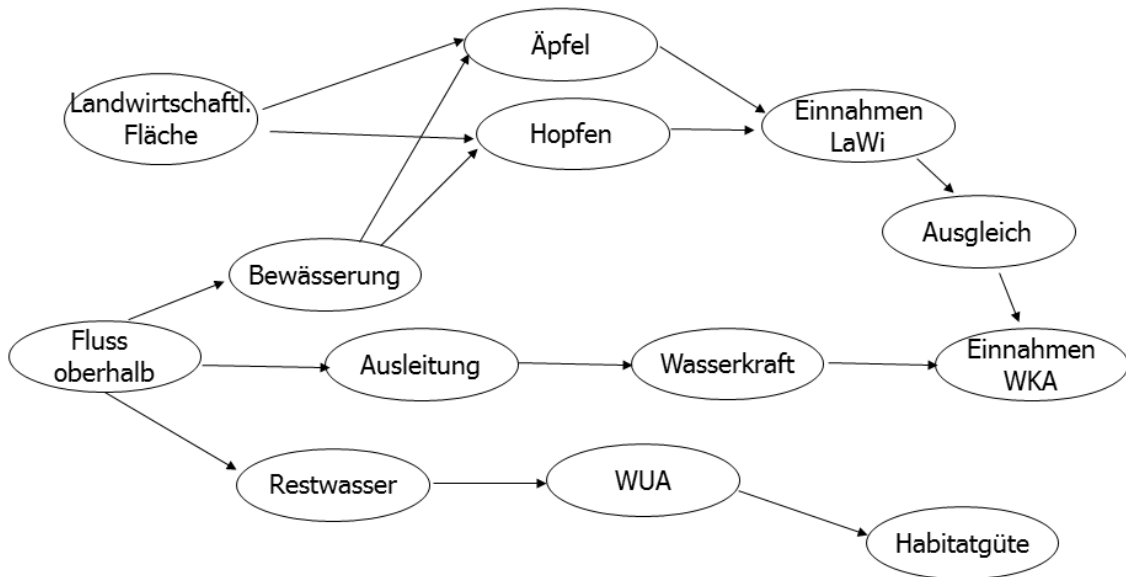 Äpfel
Landwirtschaftl.
Fläche
Hopfen
Einnahmen
LaWi
Ausgleich
Bewässerung
Fluss
oberhalb
Ausleitung
Wasserkraft
Einnahmen
WKA
Restwasser
WUA
Habitatgüte